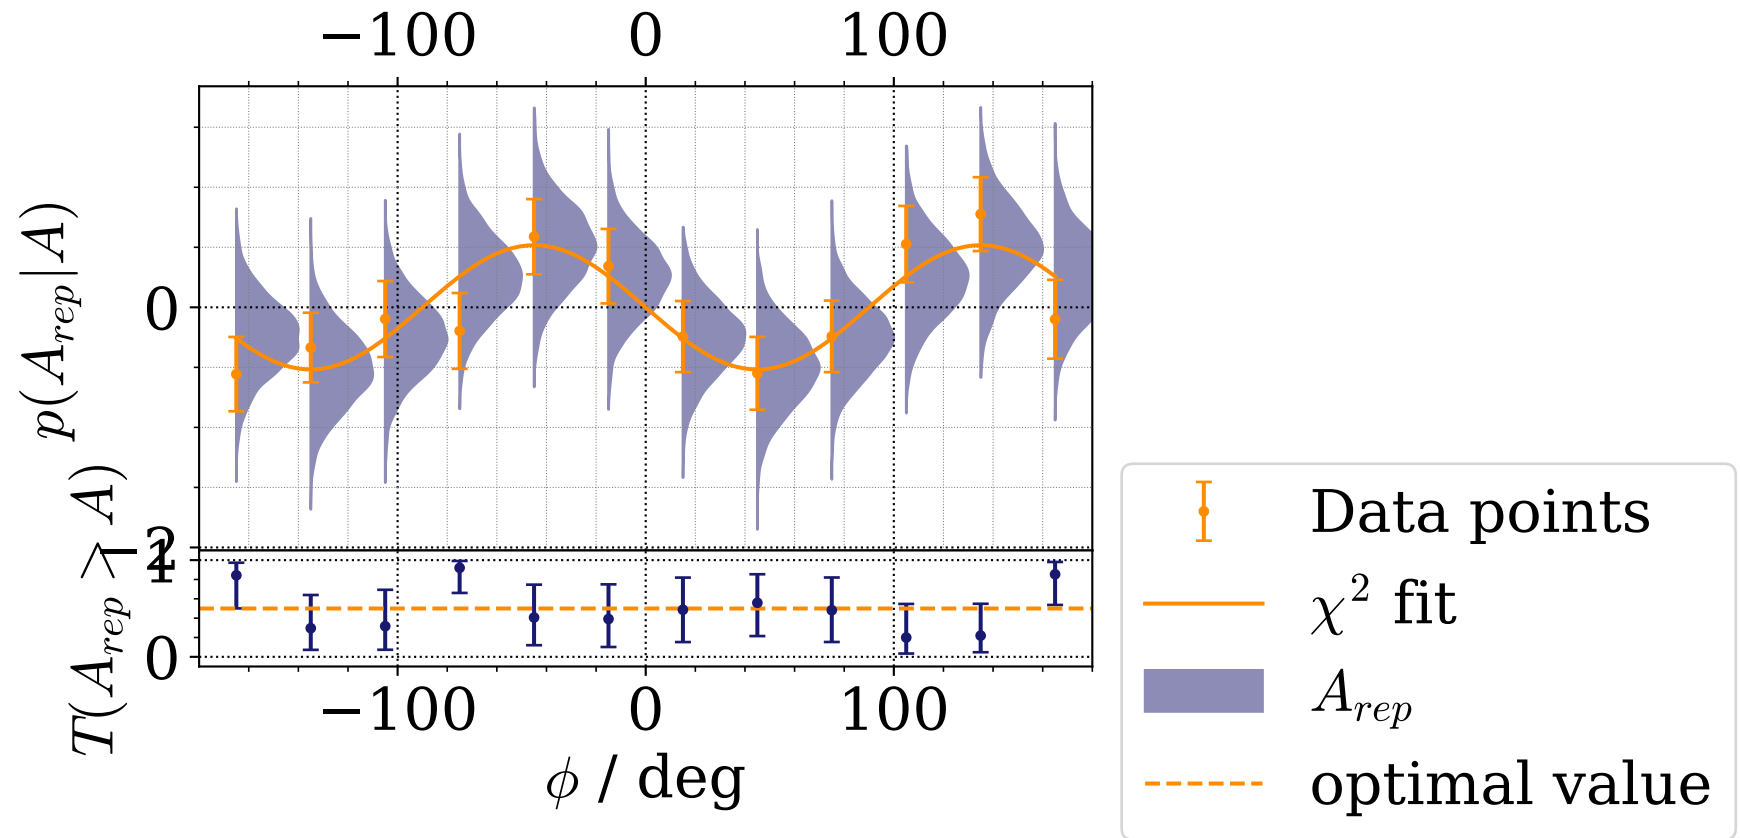 −100 0 100
p(A_rep|A)
0
−2
T(A_rep > A)
1
0
−100 0 100
ϕ / deg
Data points
χ² fit
A_rep
optimal value